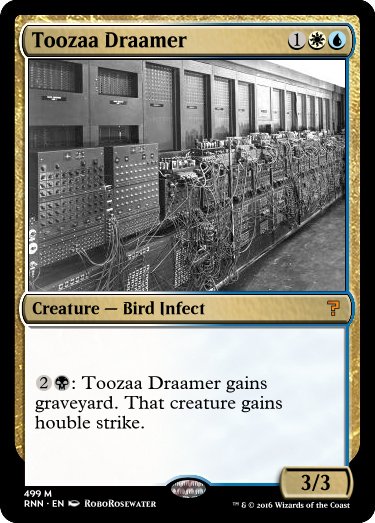 Toozaa Draamer 1
Creature — Bird Infect
2 : Toozaa Draamer gains
graveyard. That creature gains
houble strike.
3/3
499 M
RNN • EN ROBOROSEWATER
™ & © 2016 Wizards of the Coast